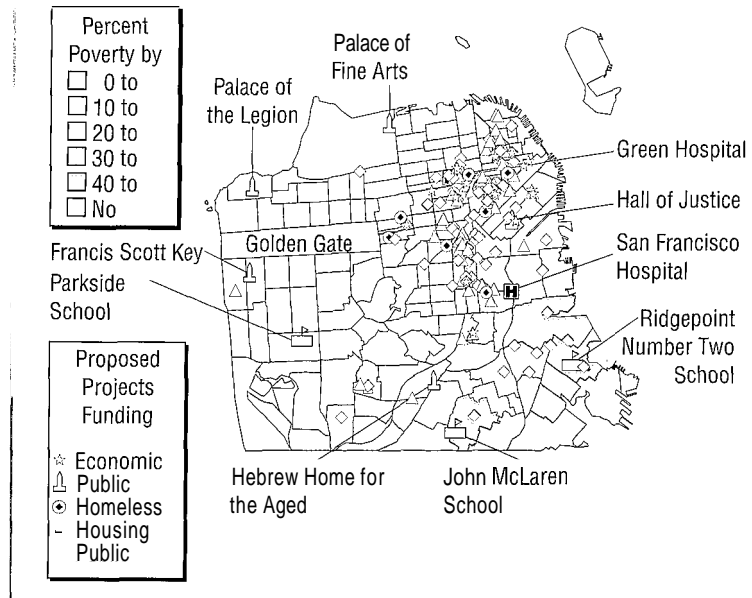 Percent
Poverty by
0 to
10 to
20 to
30 to
40 to
No
Palace of
Fine Arts
Palace of
the Legion
Green Hospital
Hall of Justice
San Francisco
Hospital
Golden Gate
Francis Scott Key
Parkside
School
H
Ridgepoint
Number Two
School
Proposed
Projects
Funding
Economic
Public
Homeless
Housing
Public
Hebrew Home for
the Aged
John McLaren
School